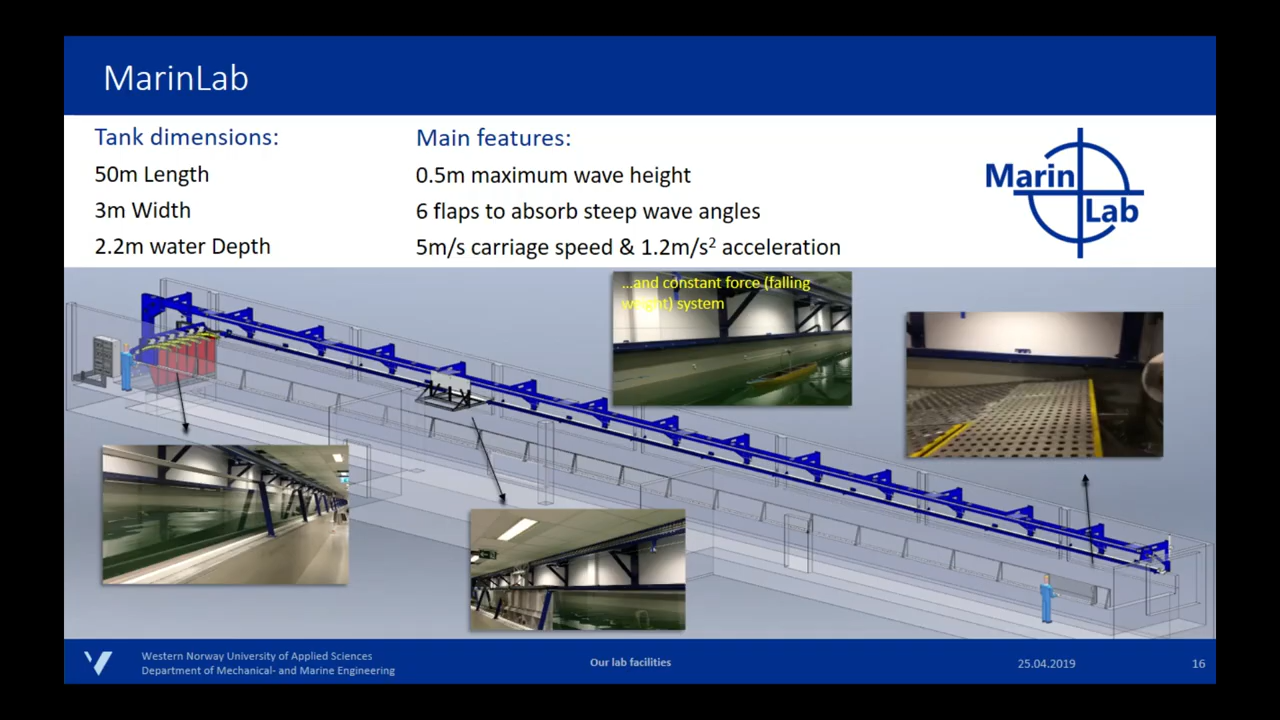 MarinLab
Tank dimensions:
50m Length
3m Width
2.2m water Depth
Main features:
0.5m maximum wave height
6 flaps to absorb steep wave angles
5m/s carriage speed & 1.2m/s² acceleration
Marin
Lab
...and constant force (falling
weight) system
Western Norway University of Applied Sciences
Department of Mechanical- and Marine Engineering
Our lab facilities
25.04.2019
16